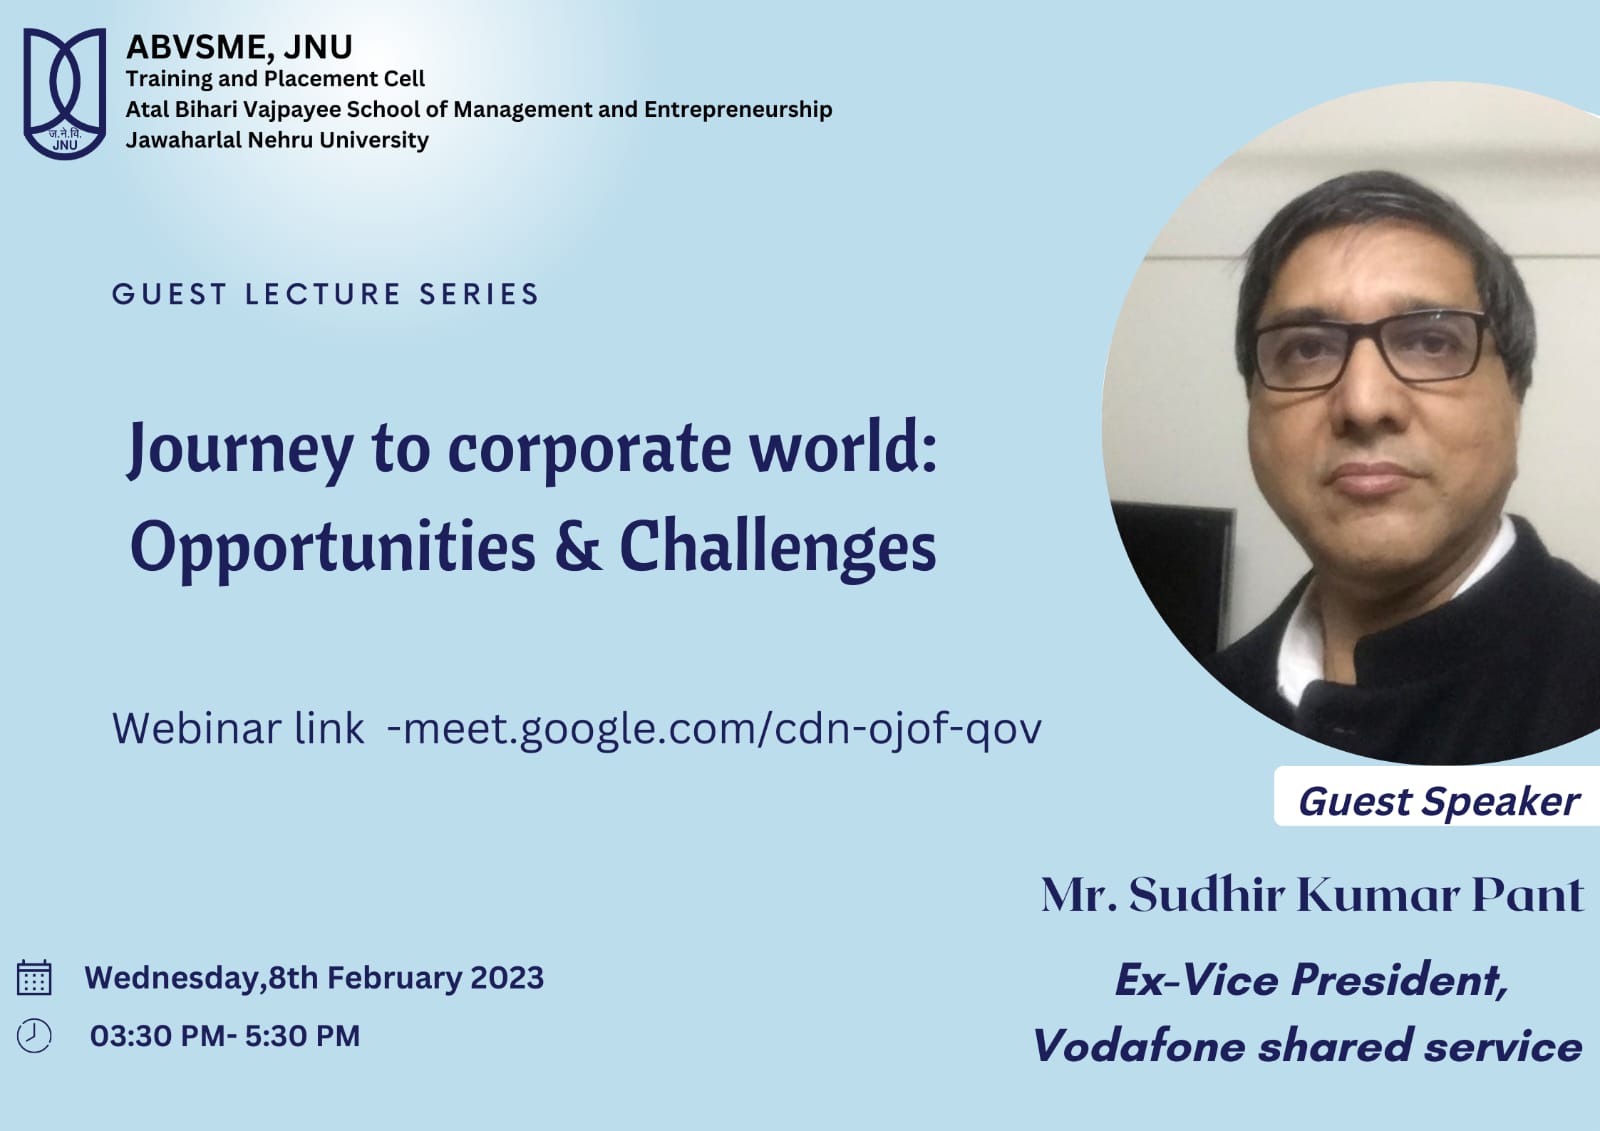 ज.ने.वि.
JNU
ABVSME, JNU
Training and Placement Cell
Atal Bihari Vajpayee School of Management and Entrepreneurship
Jawaharlal Nehru University
GUEST LECTURE SERIES
Journey to corporate world:
Opportunities & Challenges
Webinar link -meet.google.com/cdn-ojof-qov
Guest Speaker
Mr. Sudhir Kumar Pant
Ex-Vice President,
Vodafone shared service
Wednesday,8th February 2023
03:30 PM- 5:30 PM